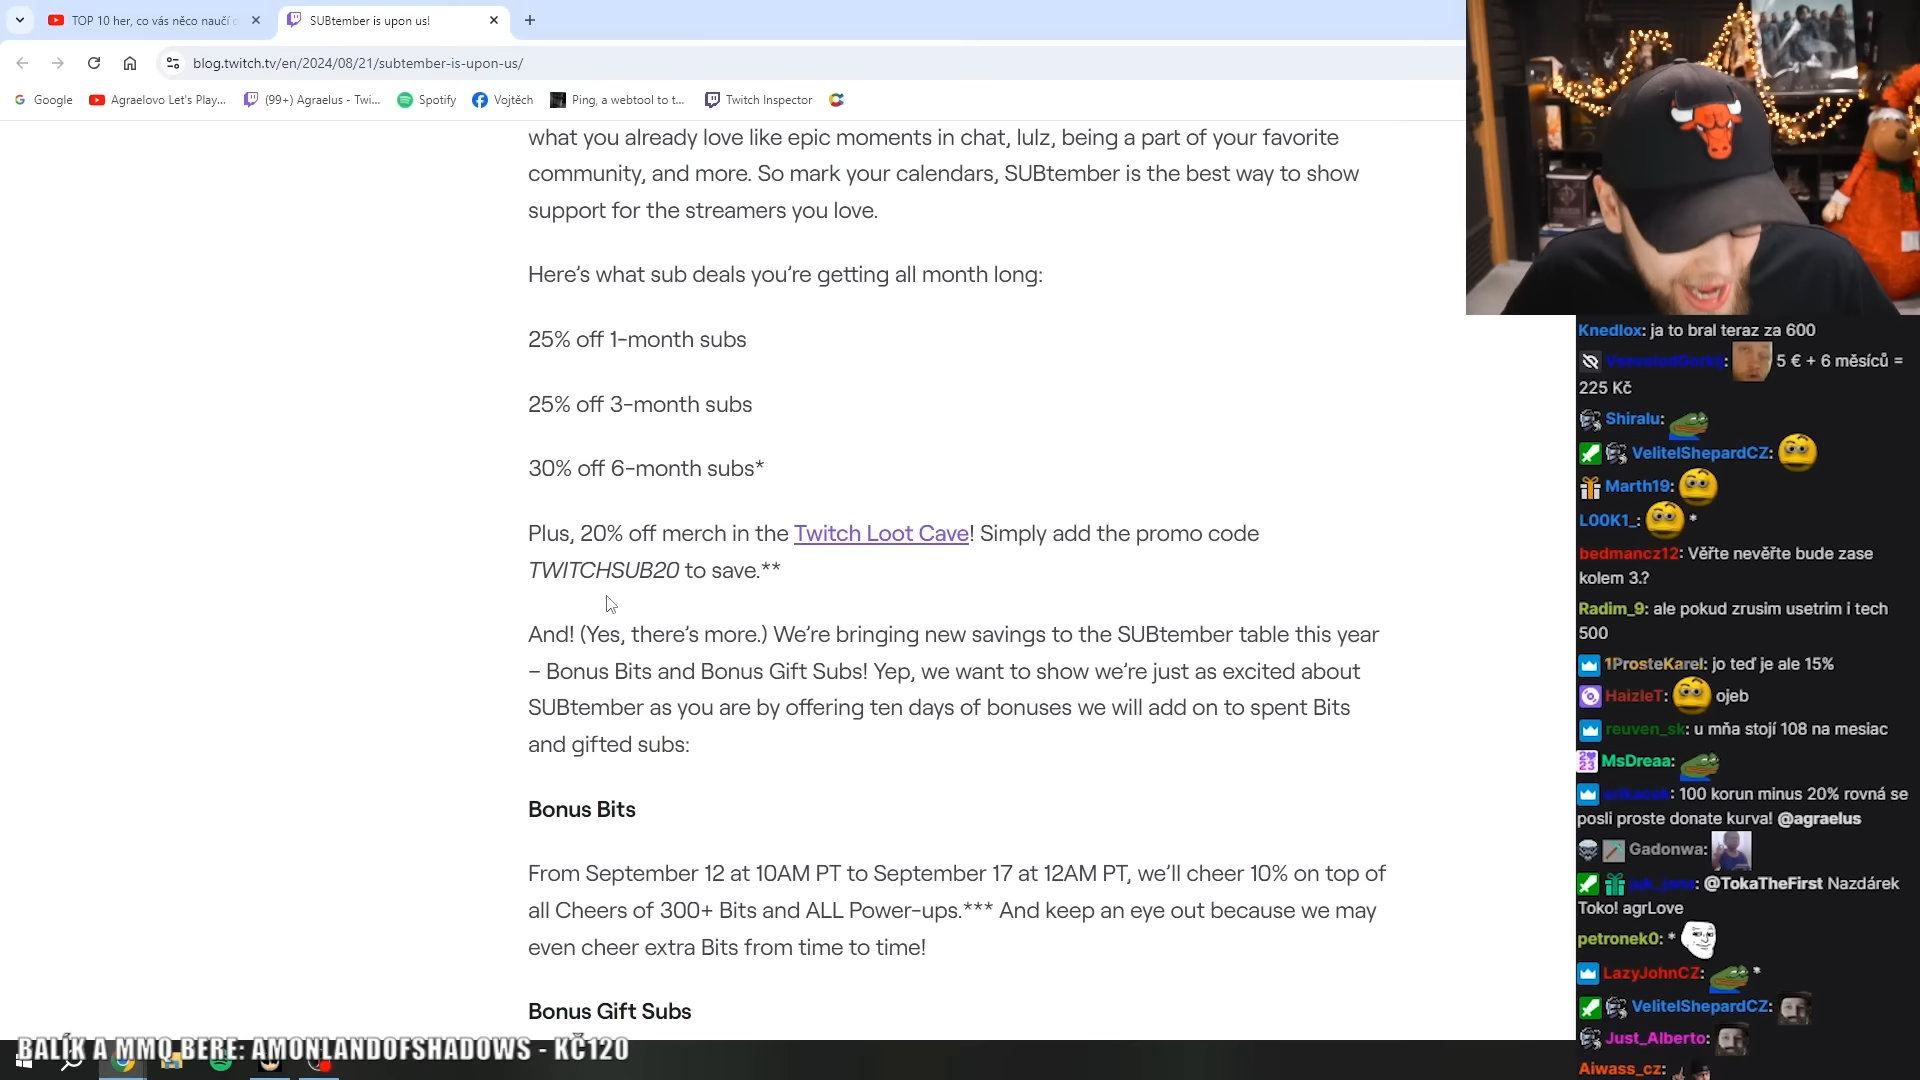 TOP 10 her, co vás něco naučí
SUBtember is upon us!
blog.twitch.tv/en/2024/08/21/subtember-is-upon-us/
Google
Agraelovo Let's Play...
(99+) Agraelus - Twi...
Spotify
Vojtěch
Ping, a webtool to t...
Twitch Inspector
what you already love like epic moments in chat, lulz, being a part of your favorite
community, and more. So mark your calendars, SUBtember is the best way to show
support for the streamers you love.
Here's what sub deals you're getting all month long:
25% off 1-month subs
25% off 3-month subs
30% off 6-month subs*
Plus, 20% off merch in the Twitch Loot Cave! Simply add the promo code
TWITCHSUB20 to save.**
And! (Yes, there's more.) We're bringing new savings to the SUBtember table this year
– Bonus Bits and Bonus Gift Subs! Yep, we want to show we're just as excited about
SUBtember as you are by offering ten days of bonuses we will add on to spent Bits
and gifted subs:
Bonus Bits
From September 12 at 10AM PT to September 17 at 12AM PT, we'll cheer 10% on top of
all Cheers of 300+ Bits and ALL Power-ups.*** And keep an eye out because we may
even cheer extra Bits from time to time!
Bonus Gift Subs
Knedlox: ja to bral teraz za 600
5 € + 6 měsíců =
225 Kč
Shiralu:
VelitelShepardCZ:
Marth19:
L00K1_: *
bedmancz12: Věřte nevěřte bude zase
kolem 3.?
Radim_9: ale pokud zrusim usetrim i tech
500
1ProsteKarel: jo teď je ale 15%
HaizleT: ojeb
reuven_sk: u mňa stojí 108 na mesiac
MsDreaa:
: 100 korun minus 20% rovná se
posli proste donate kurva! @agraelus
Gadonwa:
: @TokaTheFirst Nazdárek
Toko! agrLove
petronek0: *
LazyJohnCZ: *
VelitelShepardCZ:
Just_Alberto:
Aiwass_cz:
BALÍK A MMO BERE: AMONLANDOFSHADOWS - KČ120